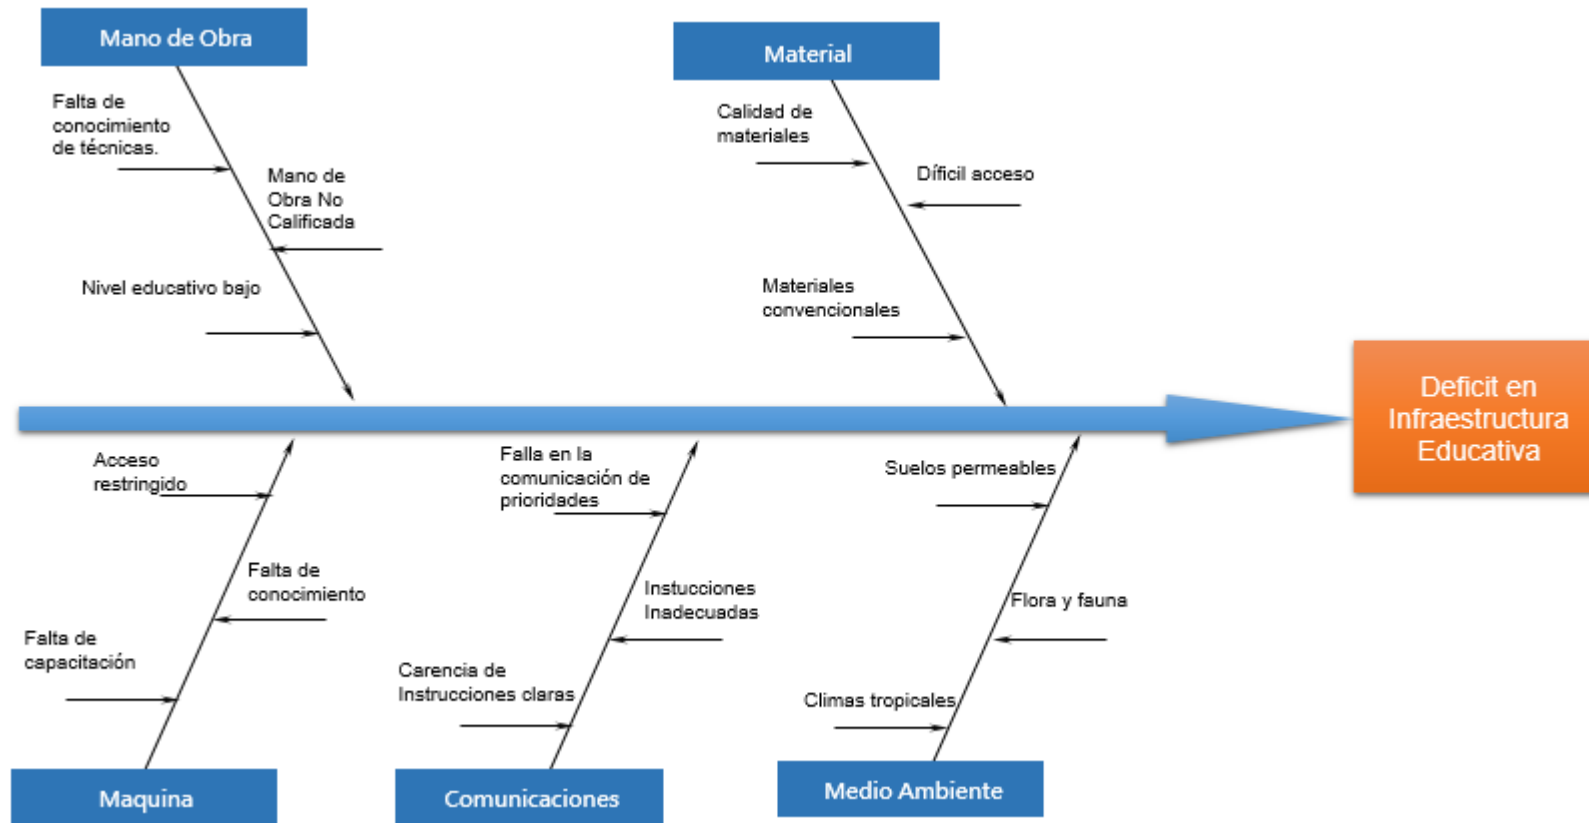 Mano de Obra
Material
Falta de
conocimiento
de técnicas.
Mano de
Obra No
Calificada
Nivel educativo bajo
Calidad de
materiales
Díficil acceso
Materiales
convencionales
Deficit en
Infraestructura
Educativa
Acceso
restringido
Falta de
conocimiento
Falta de
capacitación
Falla en la
comunicación de
prioridades
Instucciones
Inadecuadas
Carencia de
Instrucciones claras
Suelos permeables
Flora y fauna
Climas tropicales
Maquina
Comunicaciones
Medio Ambiente